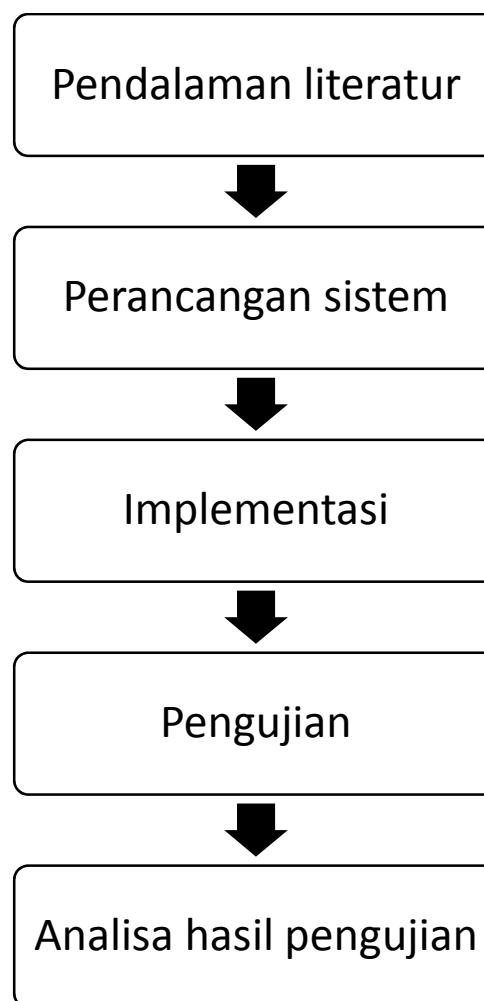 Pendalaman literatur
Perancangan sistem
Implementasi
Pengujian
Analisa hasil pengujian